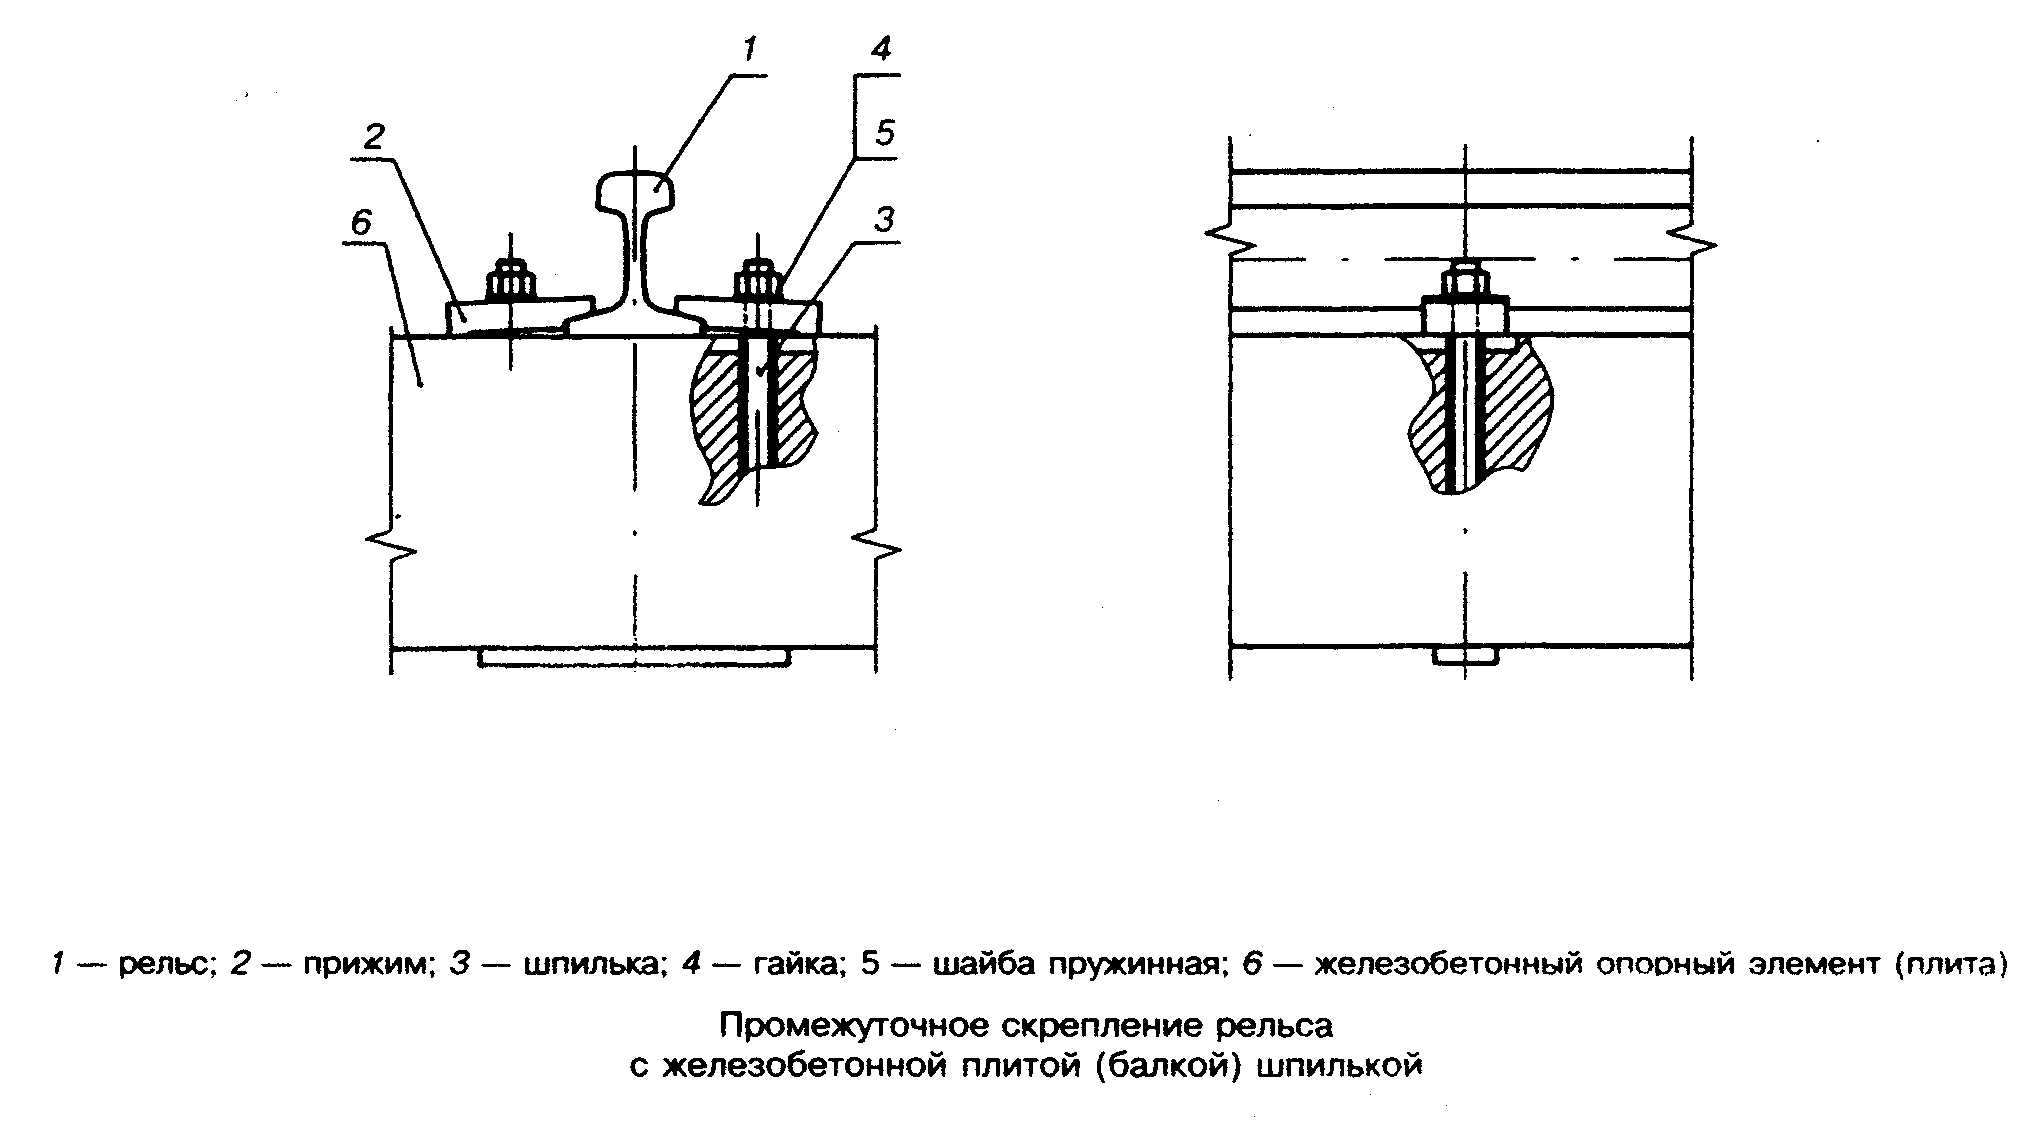 1
4
2
5
3
6
1 — рельс; 2 — прижим; 3 — шпилька; 4 — гайка; 5 — шайба пружинная; 6 — железобетонный опорный элемент (плита)
Промежуточное скрепление рельса
с железобетонной плитой (балкой) шпилькой